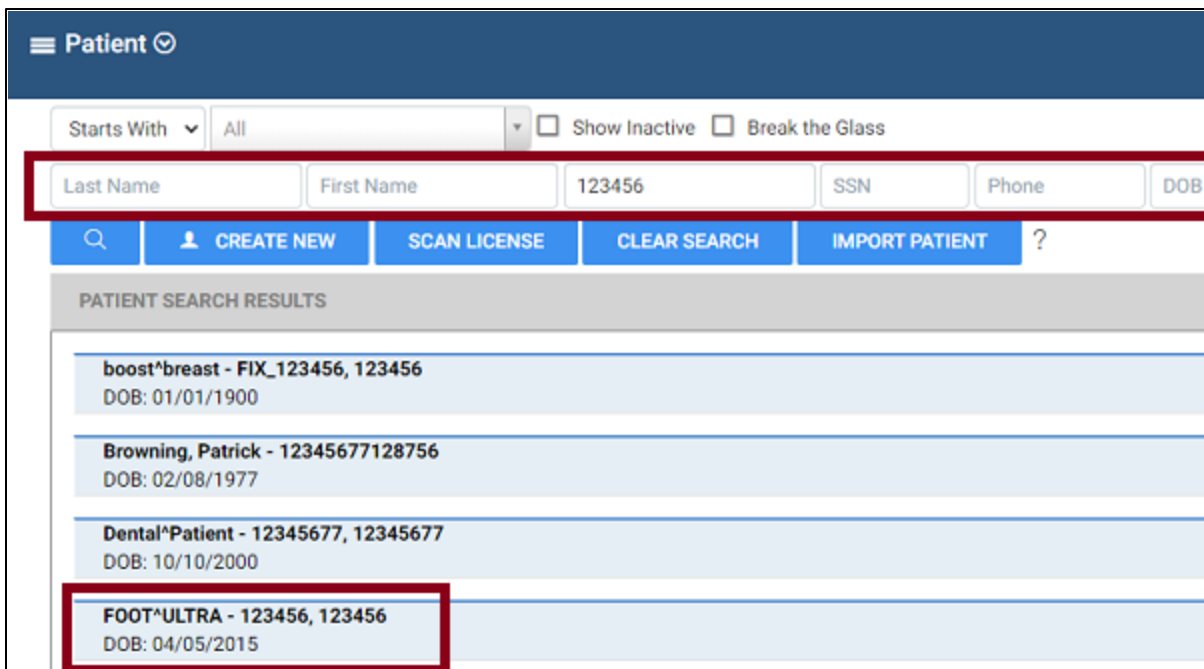 Patient
Starts With All Show Inactive Break the Glass
Last Name First Name 123456 SSN Phone DOB
CREATE NEW SCAN LICENSE CLEAR SEARCH IMPORT PATIENT ?
PATIENT SEARCH RESULTS
boost^breast - FIX_123456, 123456
DOB: 01/01/1900
Browning, Patrick - 12345677128756
DOB: 02/08/1977
Dental^Patient - 12345677, 12345677
DOB: 10/10/2000
FOOT^ULTRA - 123456, 123456
DOB: 04/05/2015